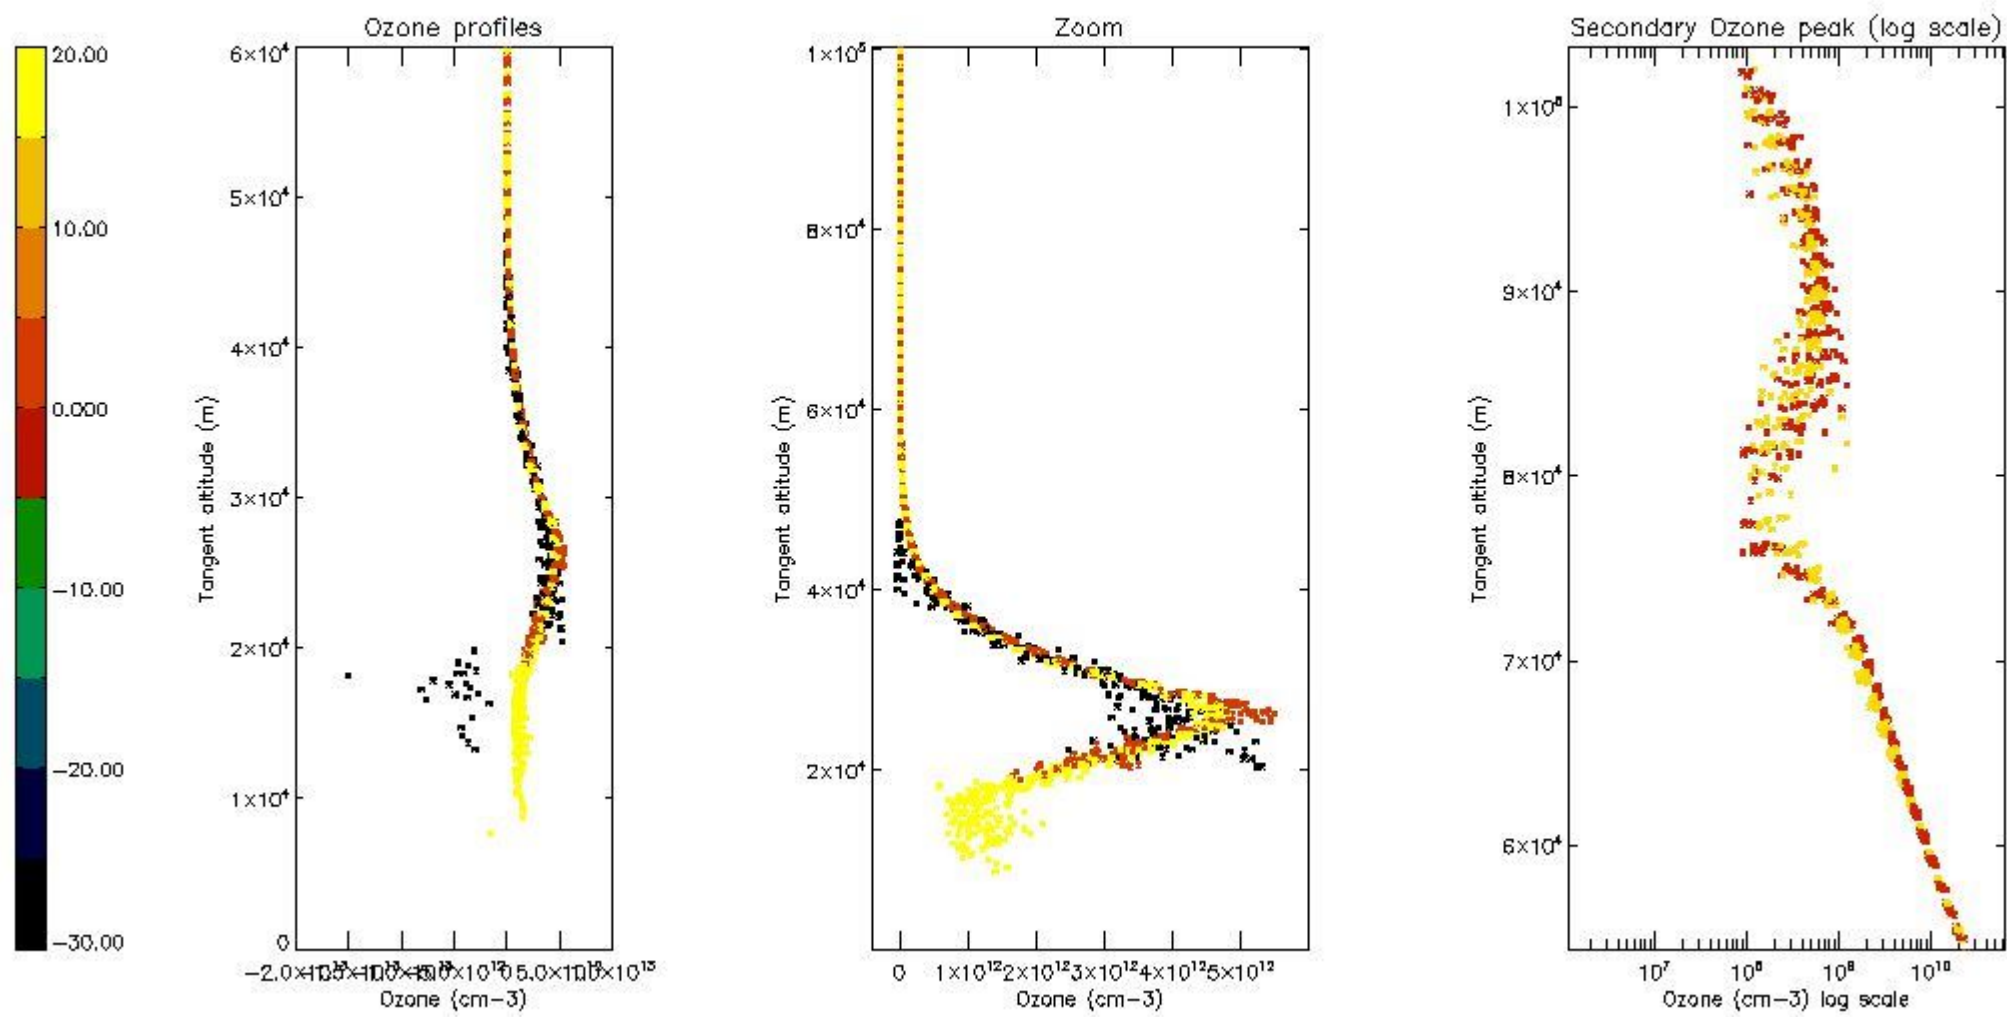 Ozone profiles
Zoom
Secondary Ozone peak (log scale)
20.00
10.00
0.000
−10.00
−20.00
−30.00
6×10⁴
5×10⁴
4×10⁴
3×10⁴
2×10⁴
1×10⁴
0
Tangent altitude (m)
5.0×10¹²
Ozone (cm−3)
1×10⁵
8×10⁴
6×10⁴
4×10⁴
2×10⁴
Tangent altitude (m)
0 1×10¹² 2×10¹² 3×10¹² 4×10¹² 5×10¹²
Ozone (cm−3)
9×10⁴
8×10⁴
7×10⁴
6×10⁴
Tangent altitude (m)
10⁷ 10⁸ 10⁹ 10¹⁰
Ozone (cm−3) log scale